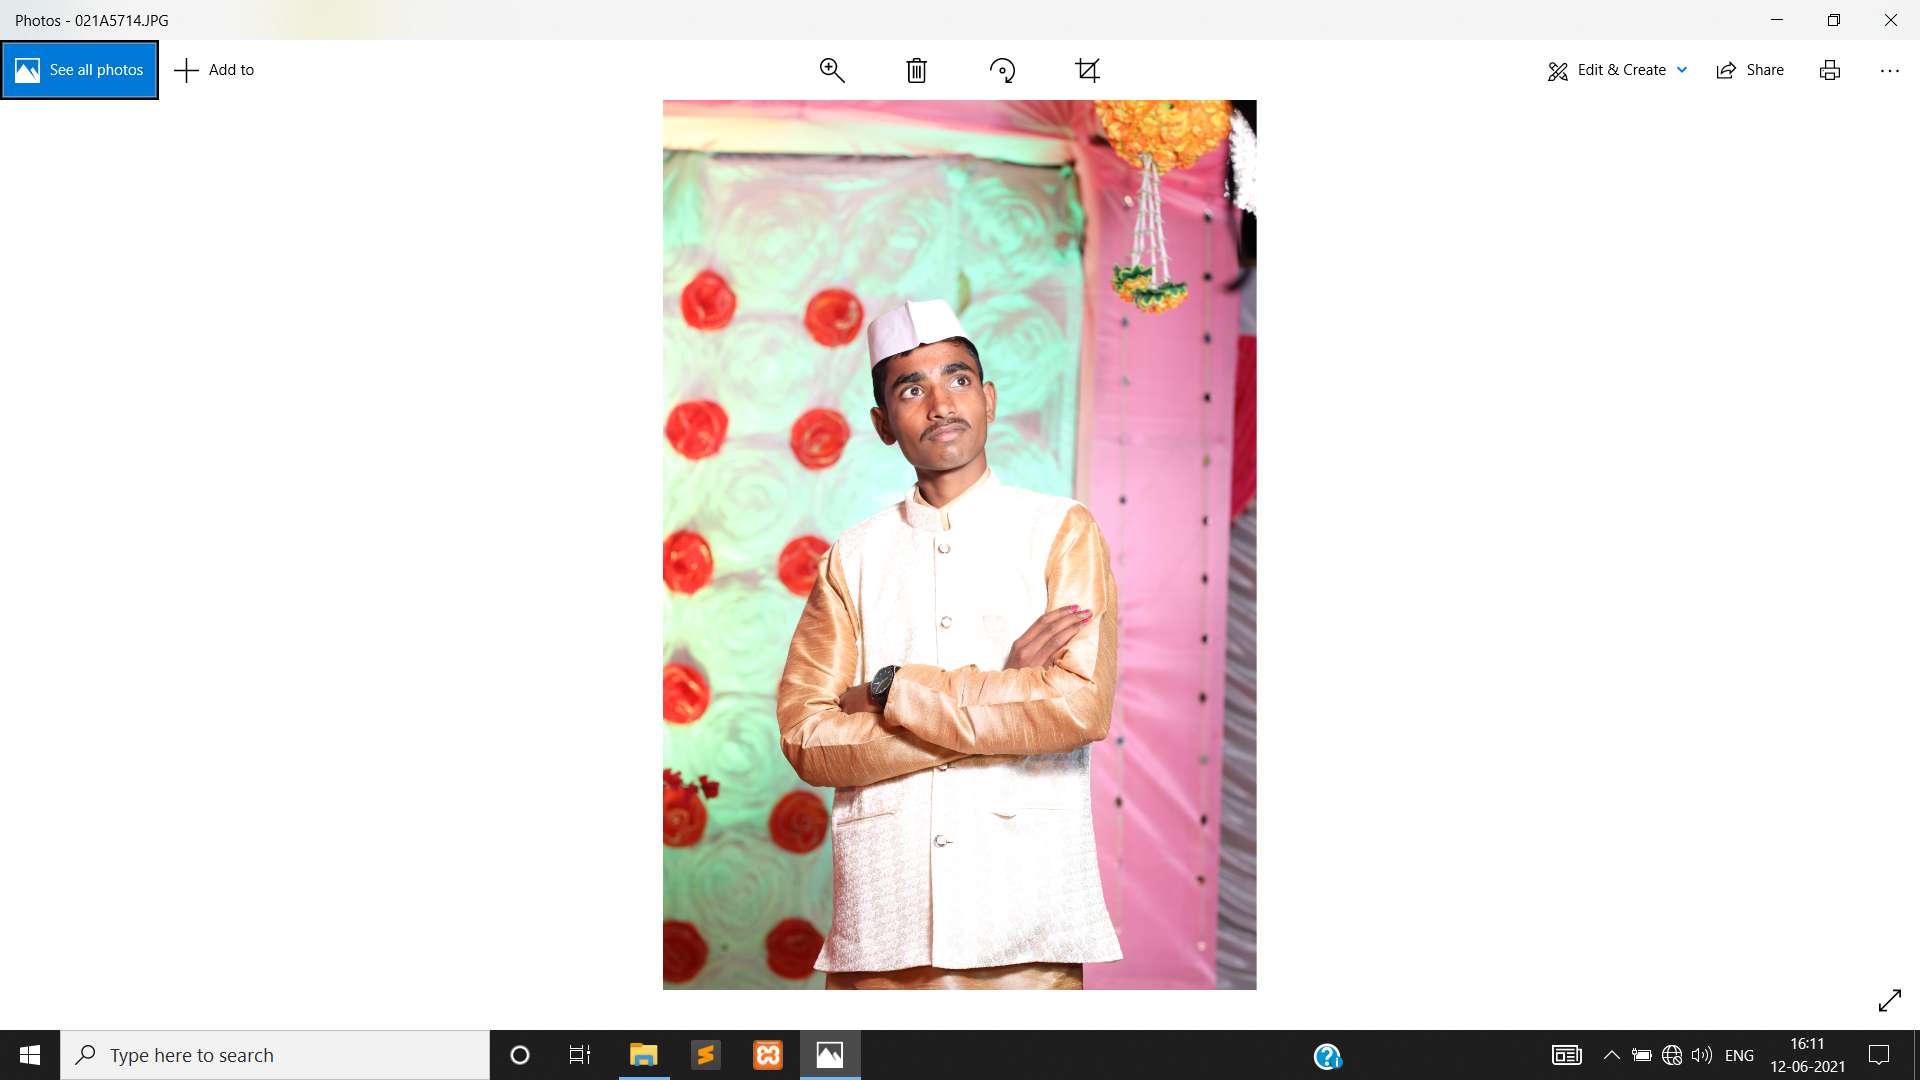 Photos - 021A5714.JPG
See all photos
Add to
Edit & Create
Share
Type here to search
ENG
16:11
12-06-2021